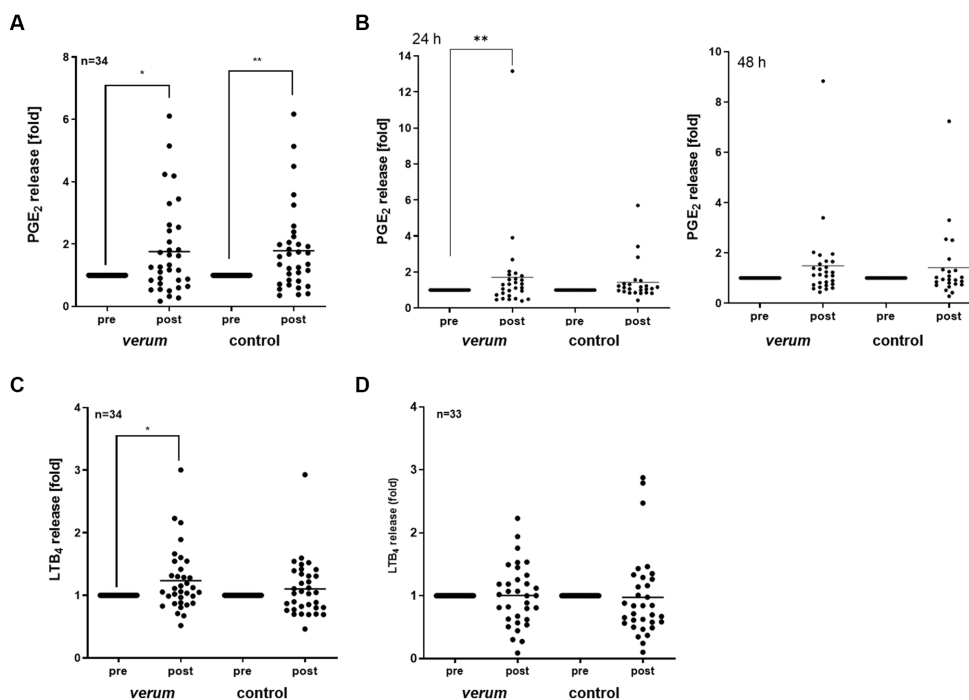 A
n=34
*
**
PGE2 release [fold]
8
6
4
2
0
pre
post
pre
post
verum
control
B
24 h
**
PGE2 release [fold]
14
12
10
8
6
4
2
0
pre
post
pre
post
verum
control
48 h
PGE2 release [fold]
10
8
6
4
2
0
pre
post
pre
post
verum
control
C
n=34
*
LTB4 release [fold]
4
3
2
1
0
pre
post
pre
post
verum
control
D
n=33
LTB4 release (fold)
4
3
2
1
0
pre
post
pre
post
verum
control